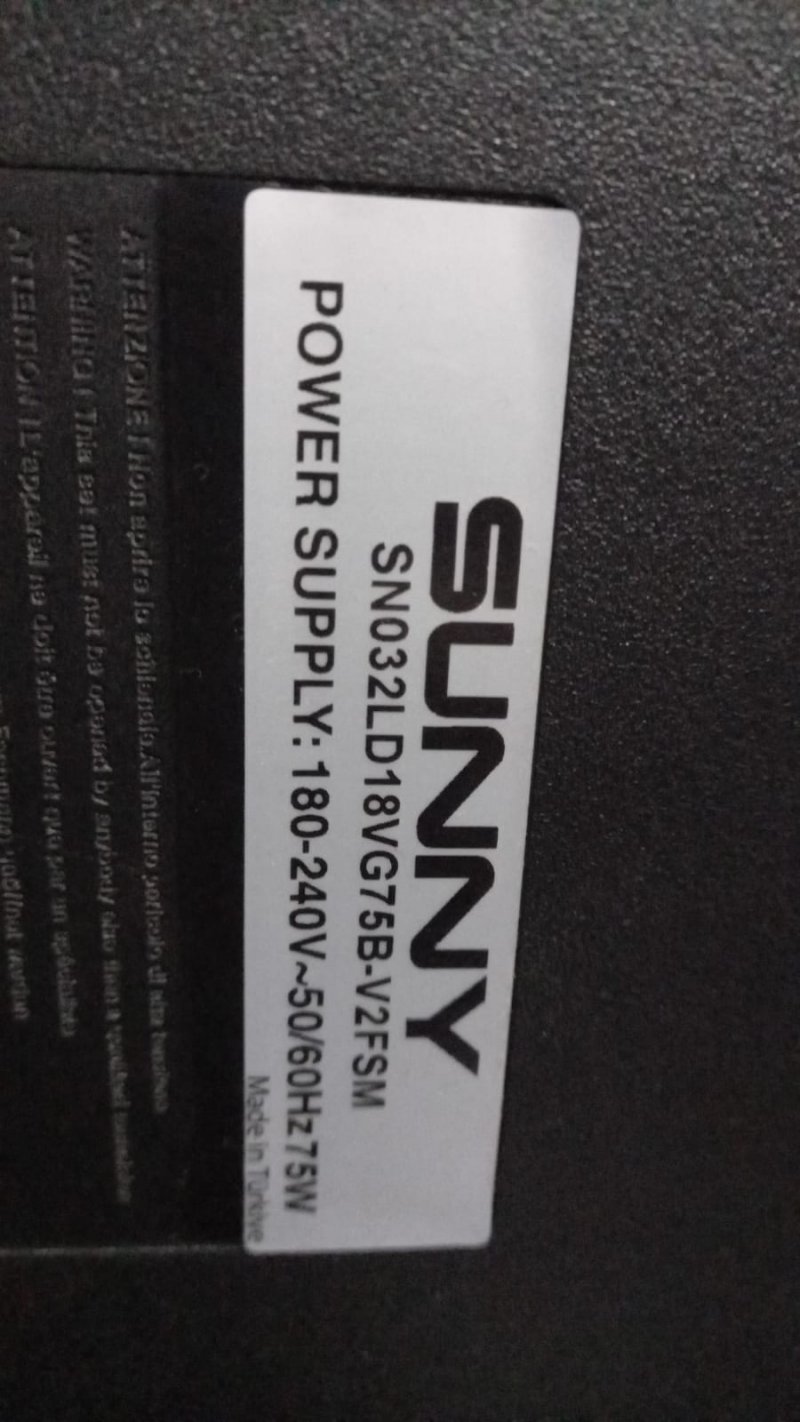 SUNNY
SN032LD18VG75B-V2FSM
POWER SUPPLY: 180-240V~50/60Hz 75W
Made in Türkiye
ATTENZIONE ! Non aprire lo schienale. All'interno
WARNING ! This set must not be opened by anybody else than a
ATTENTION ! L'appareil ne doit être ouvert que par un